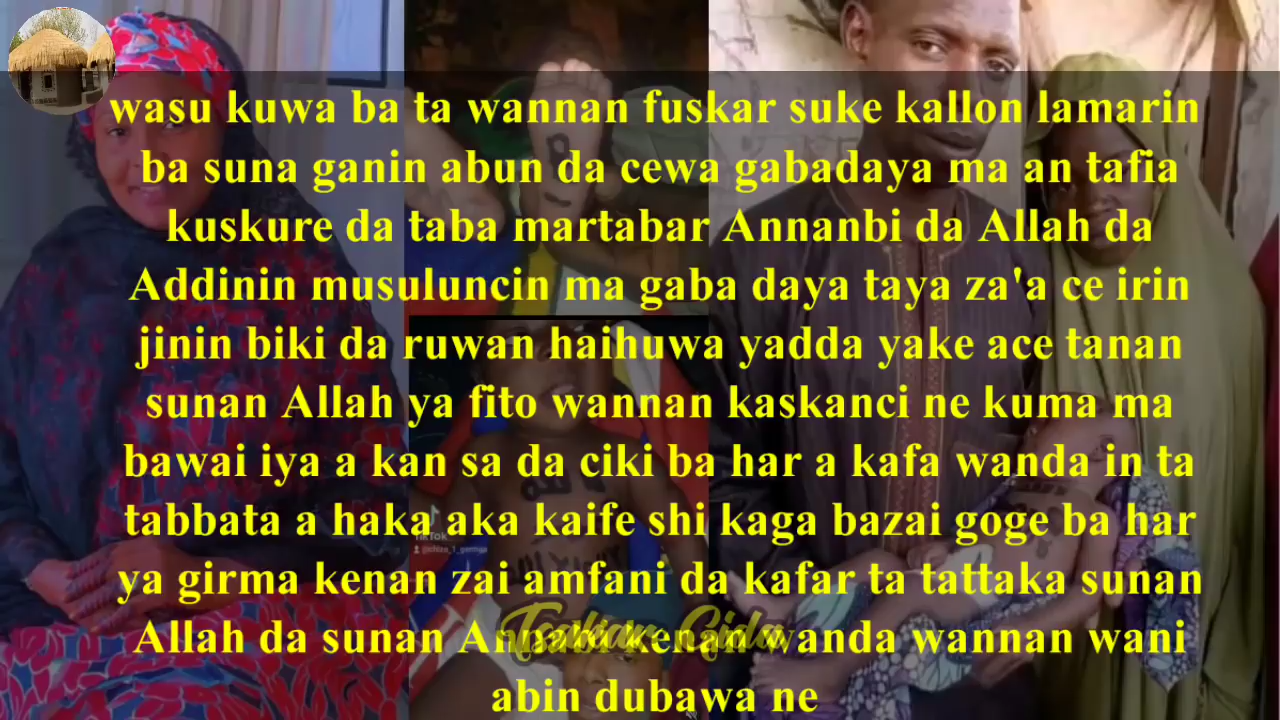 wasu kuwa ba ta wannan fuskar suke kallon lamarin
ba suna ganin abun da cewa gabadaya ma an tafia
kuskure da taba martabar Annanbi da Allah da
Addinin musuluncin ma gaba daya taya za'a ce irin
jinin biki da ruwan haihuwa yadda yake ace tanan
sunan Allah ya fito wannan kaskanci ne kuma ma
bawai iya a kan sa da ciki ba har a kafa wanda in ta
tabbata a haka aka kaife shi kaga bazai goge ba har
ya girma kenan zai amfani da kafar ta tattaka sunan
Allah da sunan Annabi kenan wanda wannan wani
abin dubawa ne
TikTok
Tsakar Gida